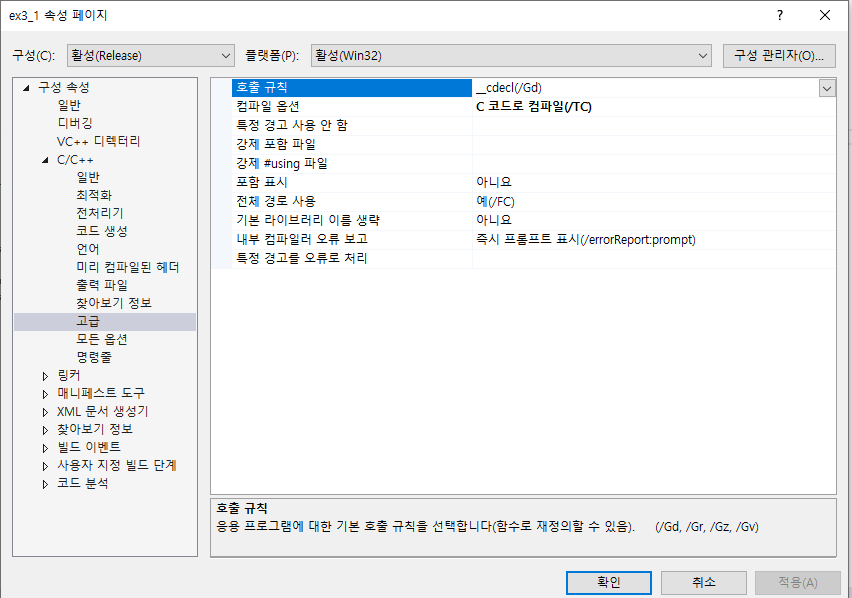 ex3_1 속성 페이지 ?
구성(C): 활성(Release) 플랫폼(P): 활성(Win32) 구성 관리자(O)...
구성 속성
일반
디버깅
VC++ 디렉터리
C/C++
일반
최적화
전처리기
코드 생성
언어
미리 컴파일된 헤더
출력 파일
찾아보기 정보
고급
모든 옵션
명령줄
링커
매니페스트 도구
XML 문서 생성기
찾아보기 정보
빌드 이벤트
사용자 지정 빌드 단계
코드 분석
호출 규칙 __cdecl(/Gd)
컴파일 옵션 C 코드로 컴파일(/TC)
특정 경고 사용 안 함
강제 포함 파일
강제 #using 파일
포함 표시 아니요
전체 경로 사용 예(/FC)
기본 라이브러리 이름 생략 아니요
내부 컴파일러 오류 보고 즉시 프롬프트 표시(/errorReport:prompt)
특정 경고를 오류로 처리
호출 규칙
응용 프로그램에 대한 기본 호출 규칙을 선택합니다(함수로 재정의할 수 있음). (/Gd, /Gr, /Gz, /Gv)
확인 취소 적용(A)